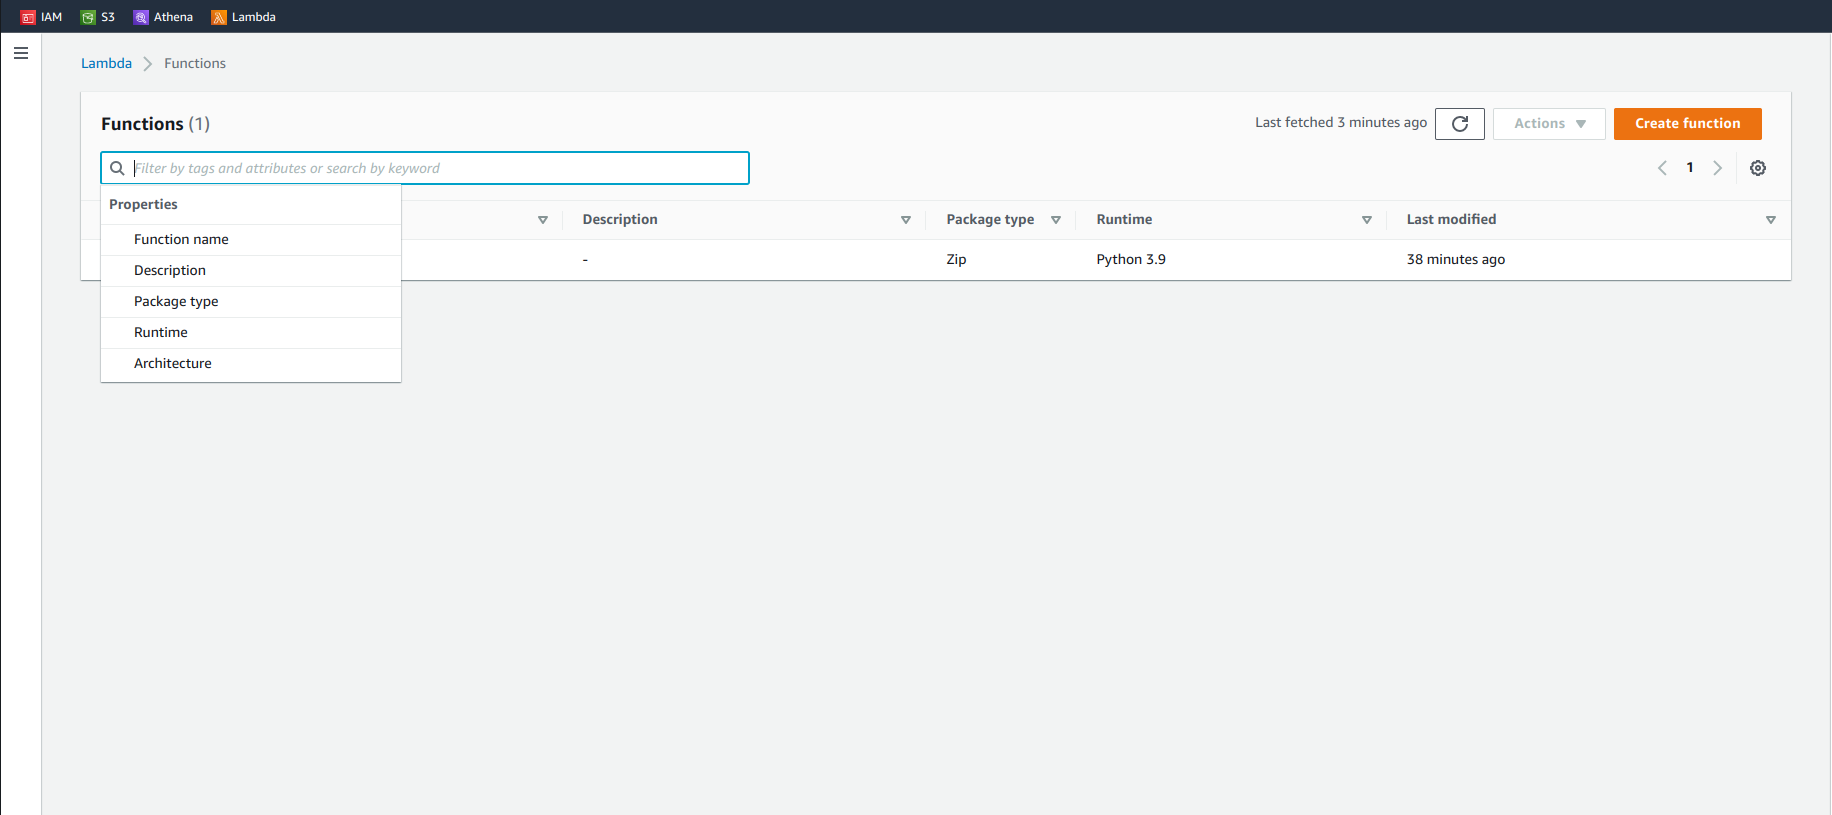 IAM S3 Athena Lambda
Lambda Functions
Functions (1)
Last fetched 3 minutes ago Actions Create function
Filter by tags and attributes or search by keyword
1
Properties
Description Package type Runtime Last modified
Function name
- Zip Python 3.9 38 minutes ago
Description
Package type
Runtime
Architecture